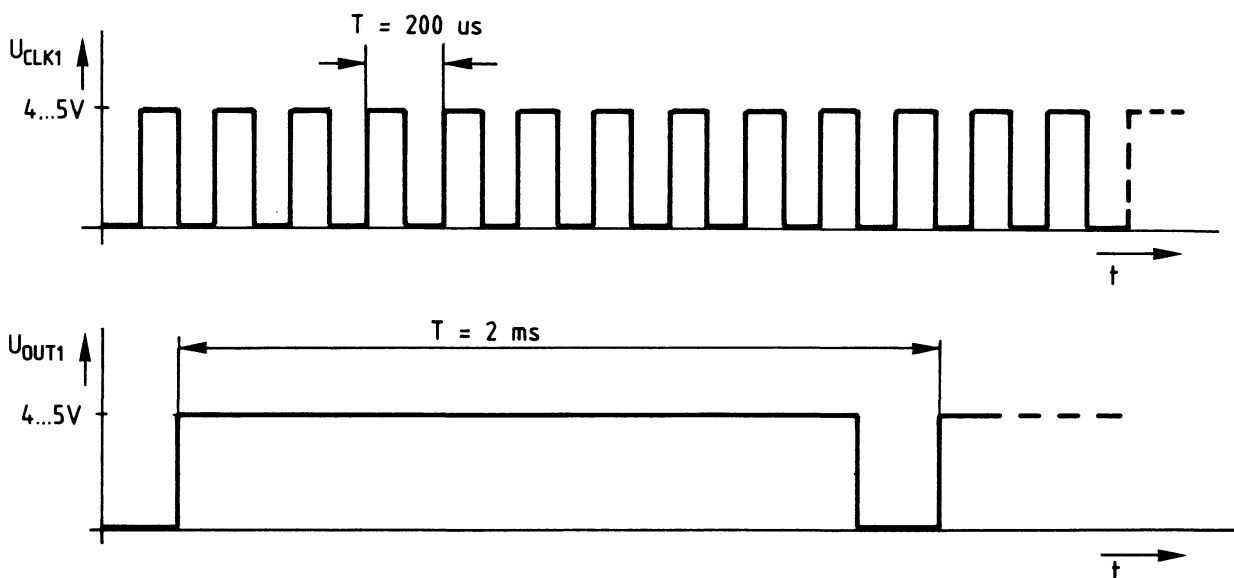 T = 200 us
U_CLK1
4...5V
t
T = 2 ms
U_OUT1
4...5V
t